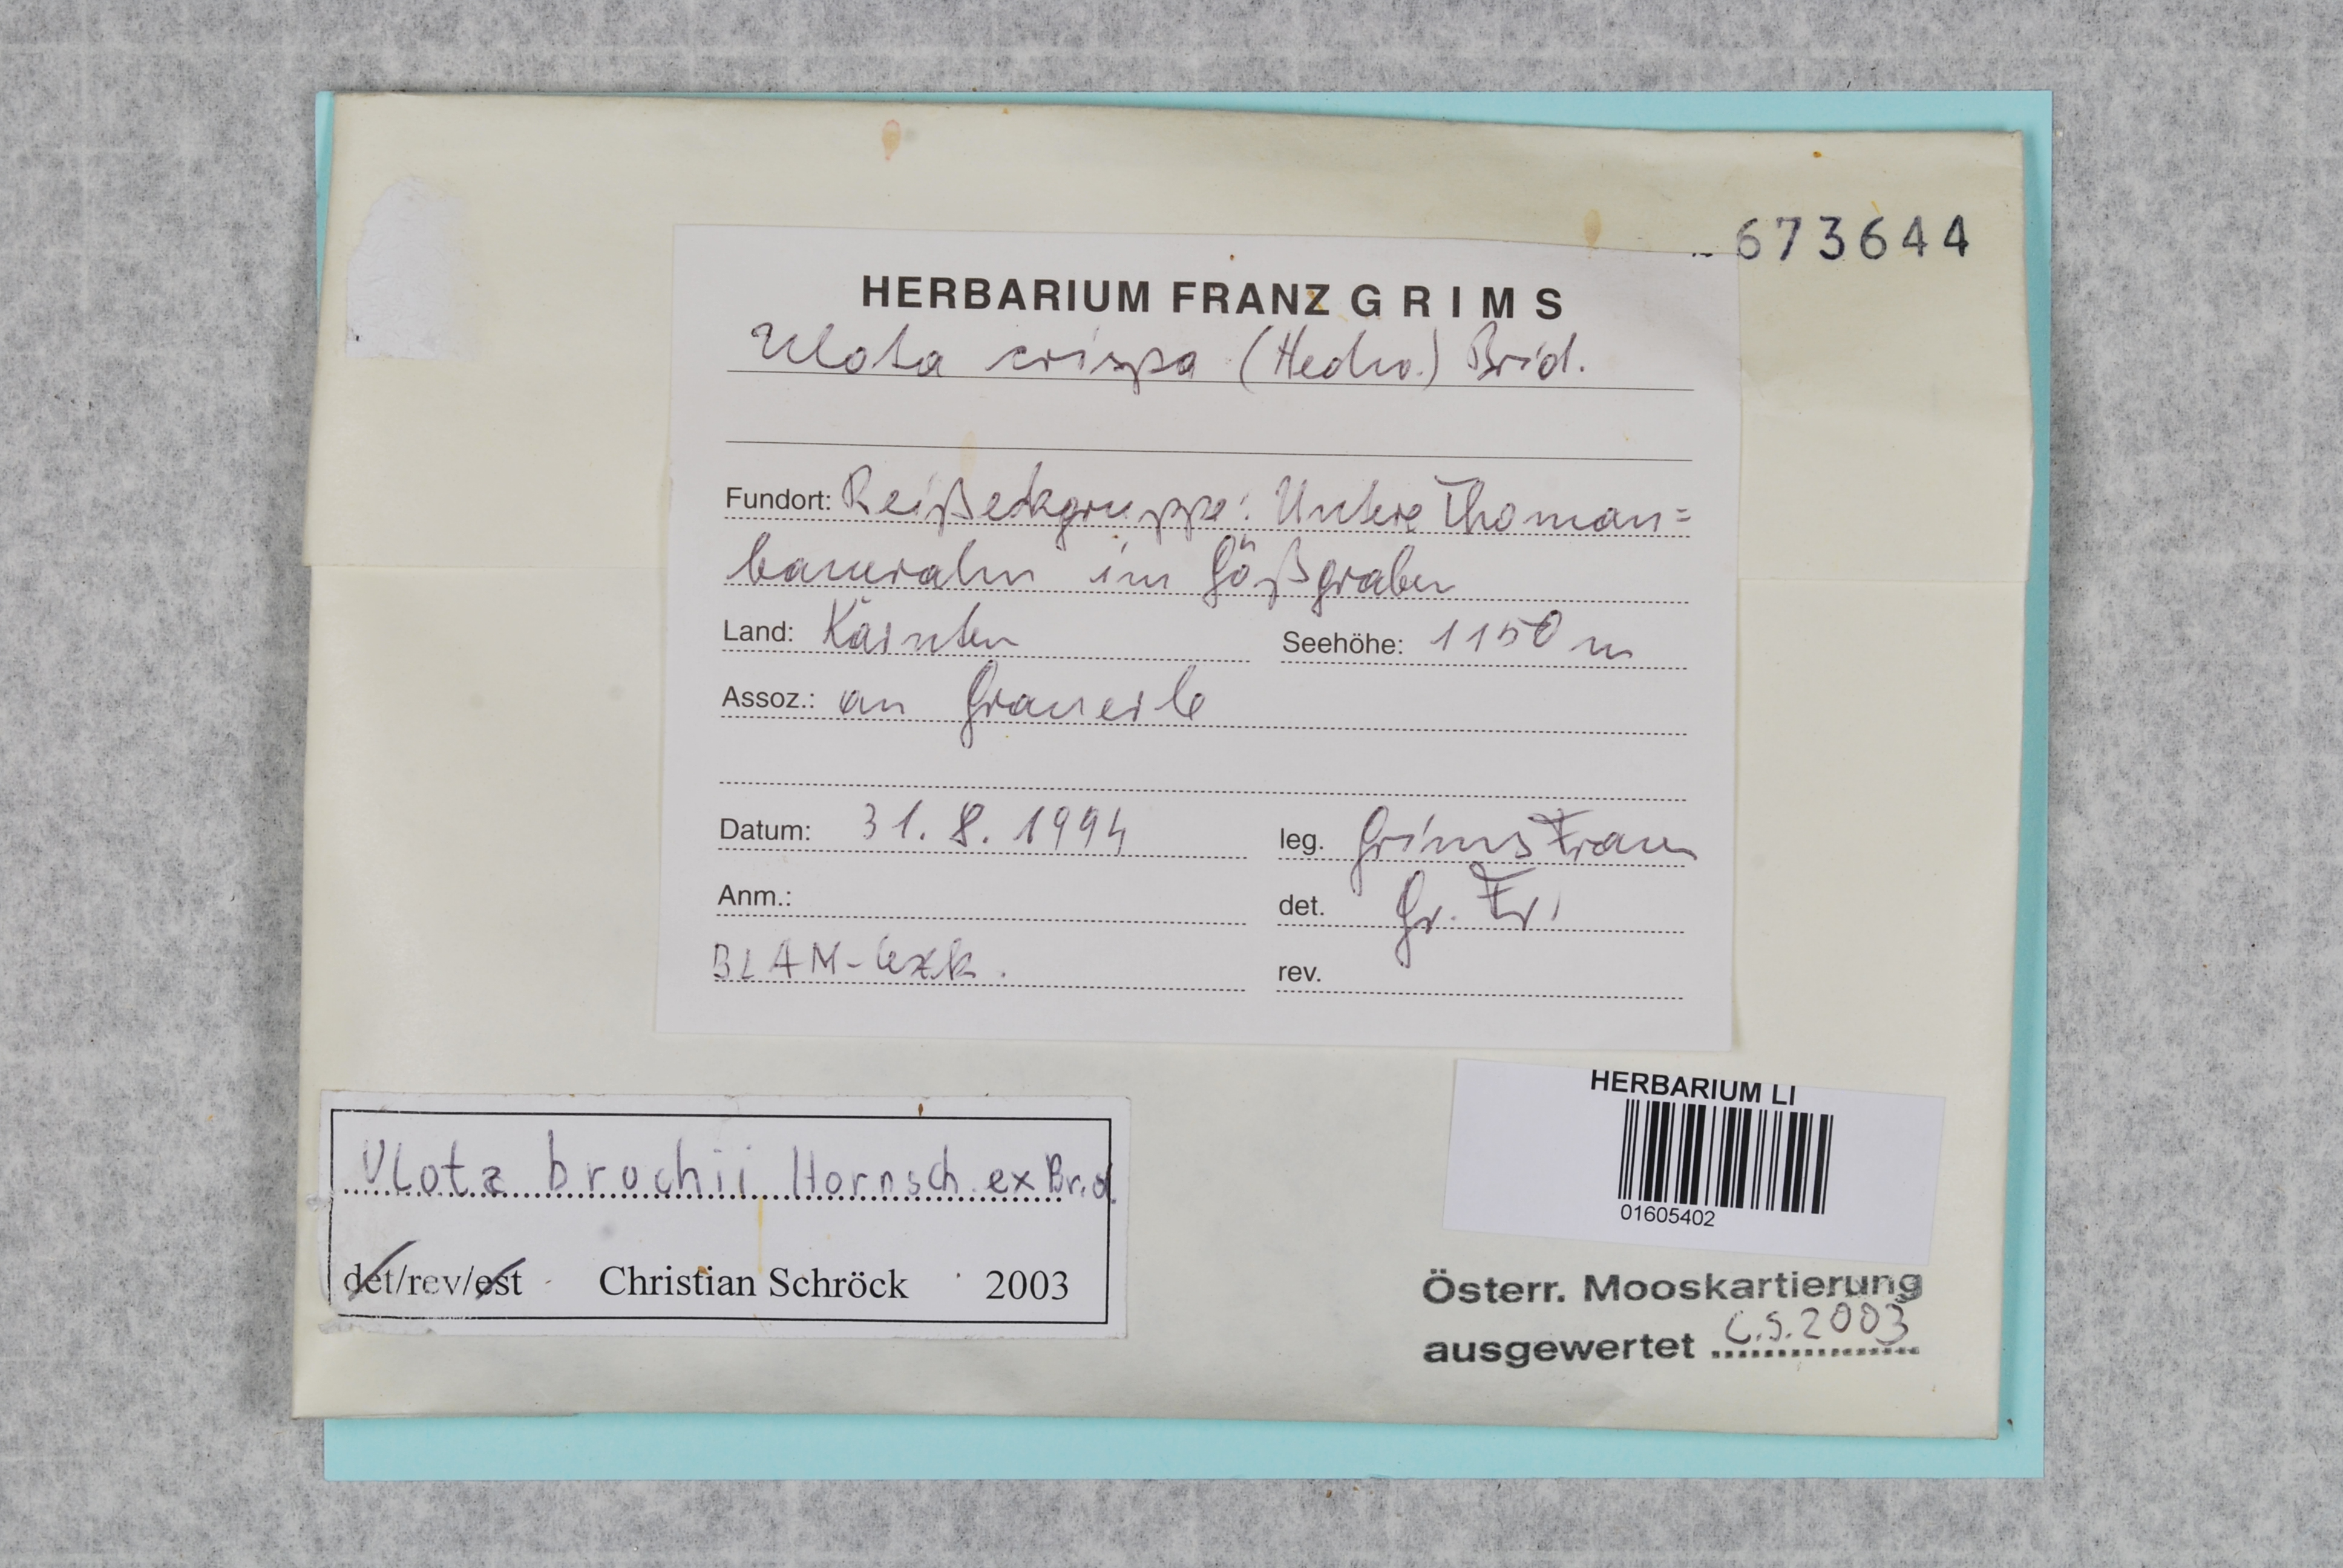 673644
HERBARIUM FRANZ GRIMS
Ulota crispa (Hedw.) Brid.
Fundort: Reißeckgruppe: Untere Thoman=
baueralm im Gößgraben
Land: Kärnten Seehöhe: 1150 m
Assoz.: an Grauerle
Datum: 31. 8. 1994 leg. Grims Franz
Anm.: det. Gr. Fr.
BLAM-Exk. rev.
HERBARIUM LI
01605402
Ulota bruchii Hornsch. ex Brid.
det/rev/est Christian Schröck 2003
Österr. Mooskartierung
ausgewertet C.S. 2003